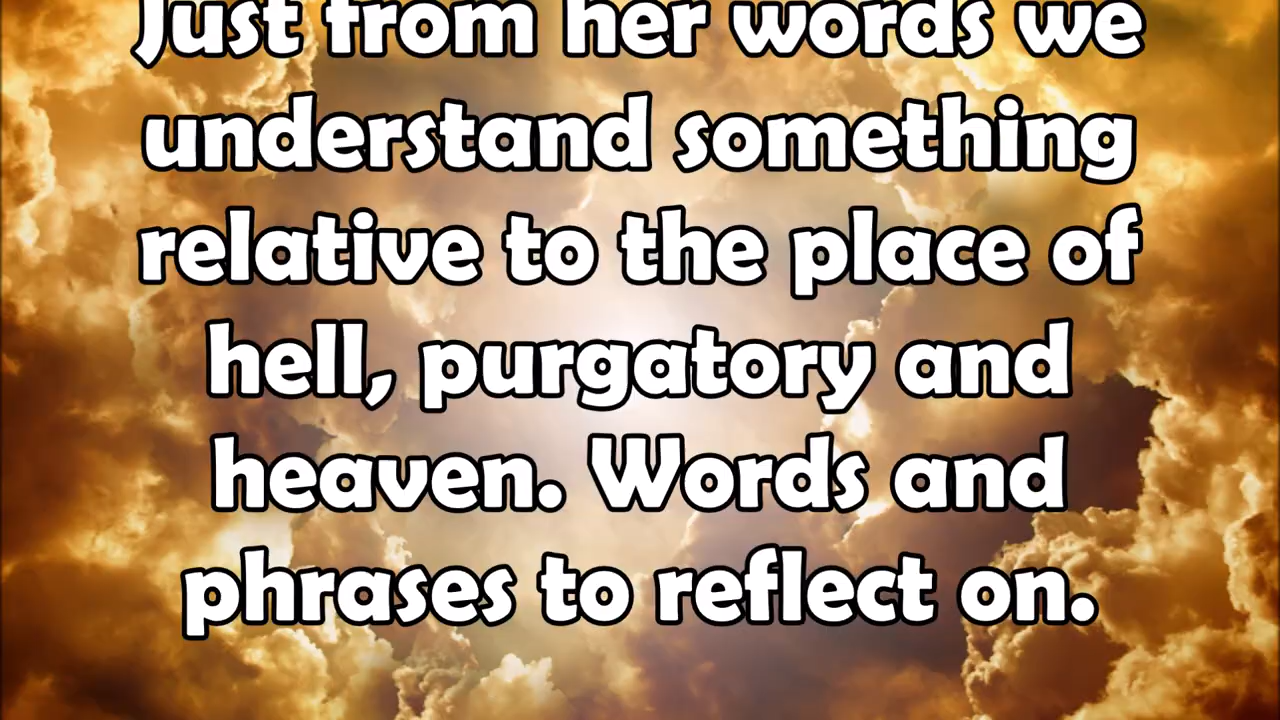 Just from her words we
understand something
relative to the place of
hell, purgatory and
heaven. Words and
phrases to reflect on.